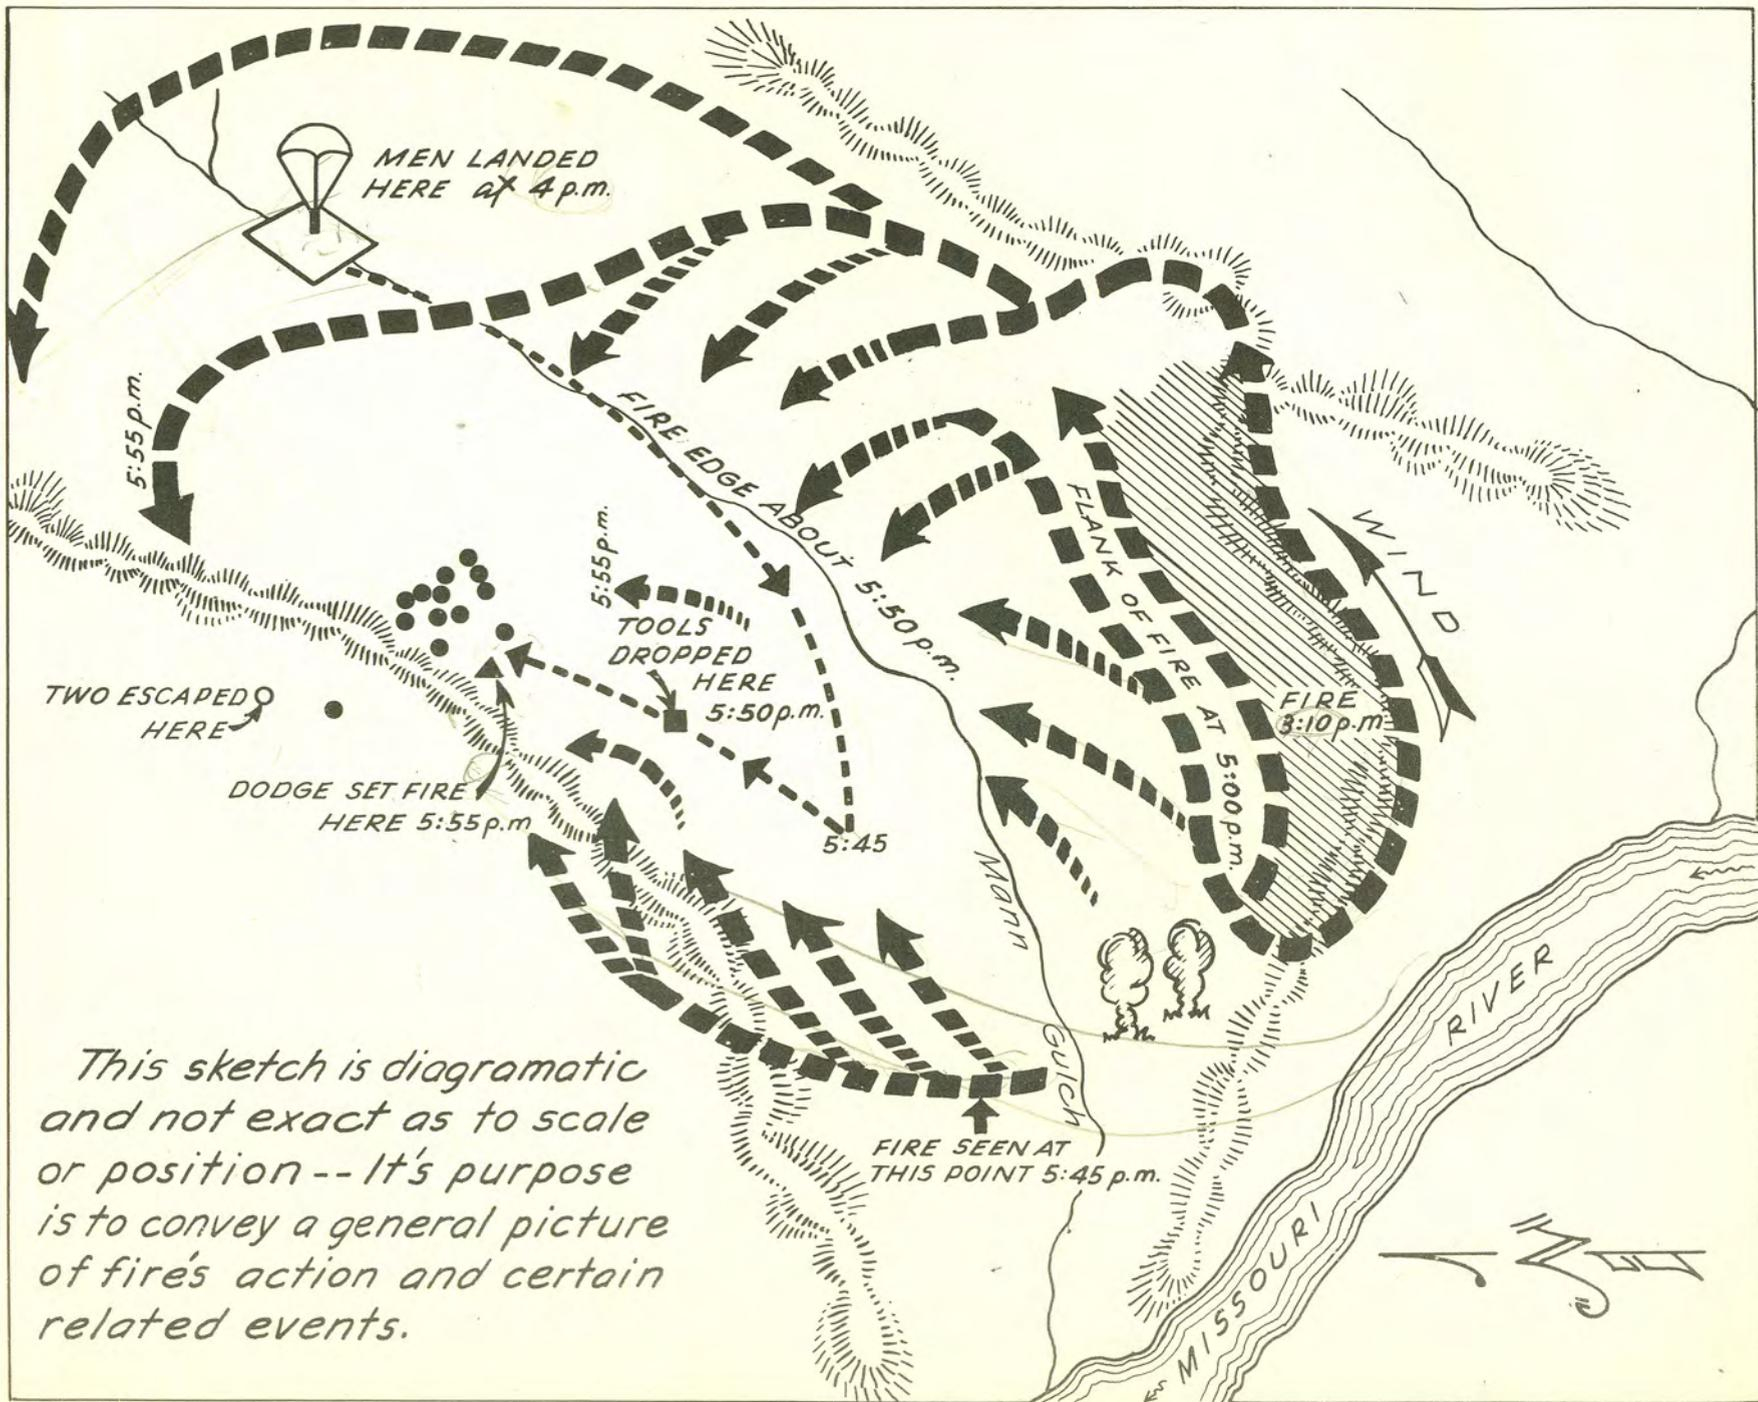 MEN LANDED
HERE at 4 p.m.
5:55 p.m.
FIRE EDGE ABOUT 5:50 p.m.
WIND
FLANK OF FIRE AT 5:00 p.m.
5:55 p.m.
TOOLS
DROPPED
HERE
5:50 p.m.
FIRE
3:10 p.m
TWO ESCAPED
HERE
DODGE SET FIRE
HERE 5:55 p.m
5:45
Mann
Gulch
FIRE SEEN AT
THIS POINT 5:45 p.m.
MISSOURI
RIVER
N
This sketch is diagramatic
and not exact as to scale
or position -- It's purpose
is to convey a general picture
of fire's action and certain
related events.